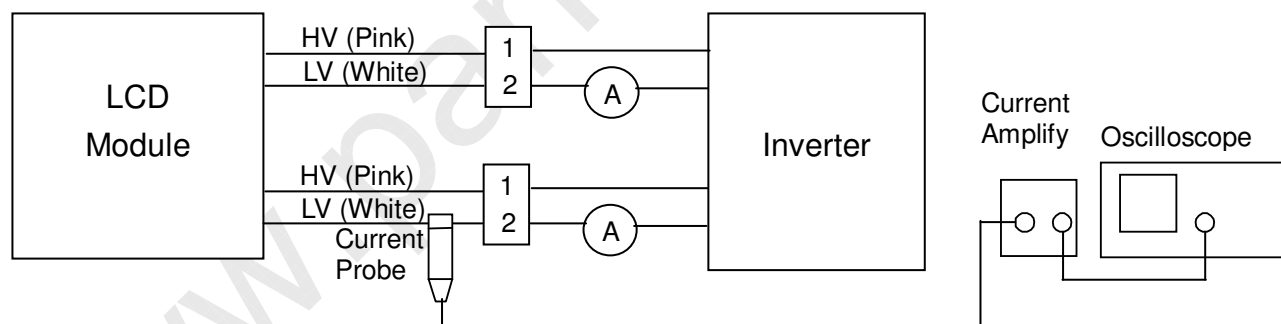 HV (Pink)
LV (White)
1
2
A
LCD
Module
Inverter
HV (Pink)
LV (White)
1
2
A
Current
Probe
Current
Amplify
Oscilloscope